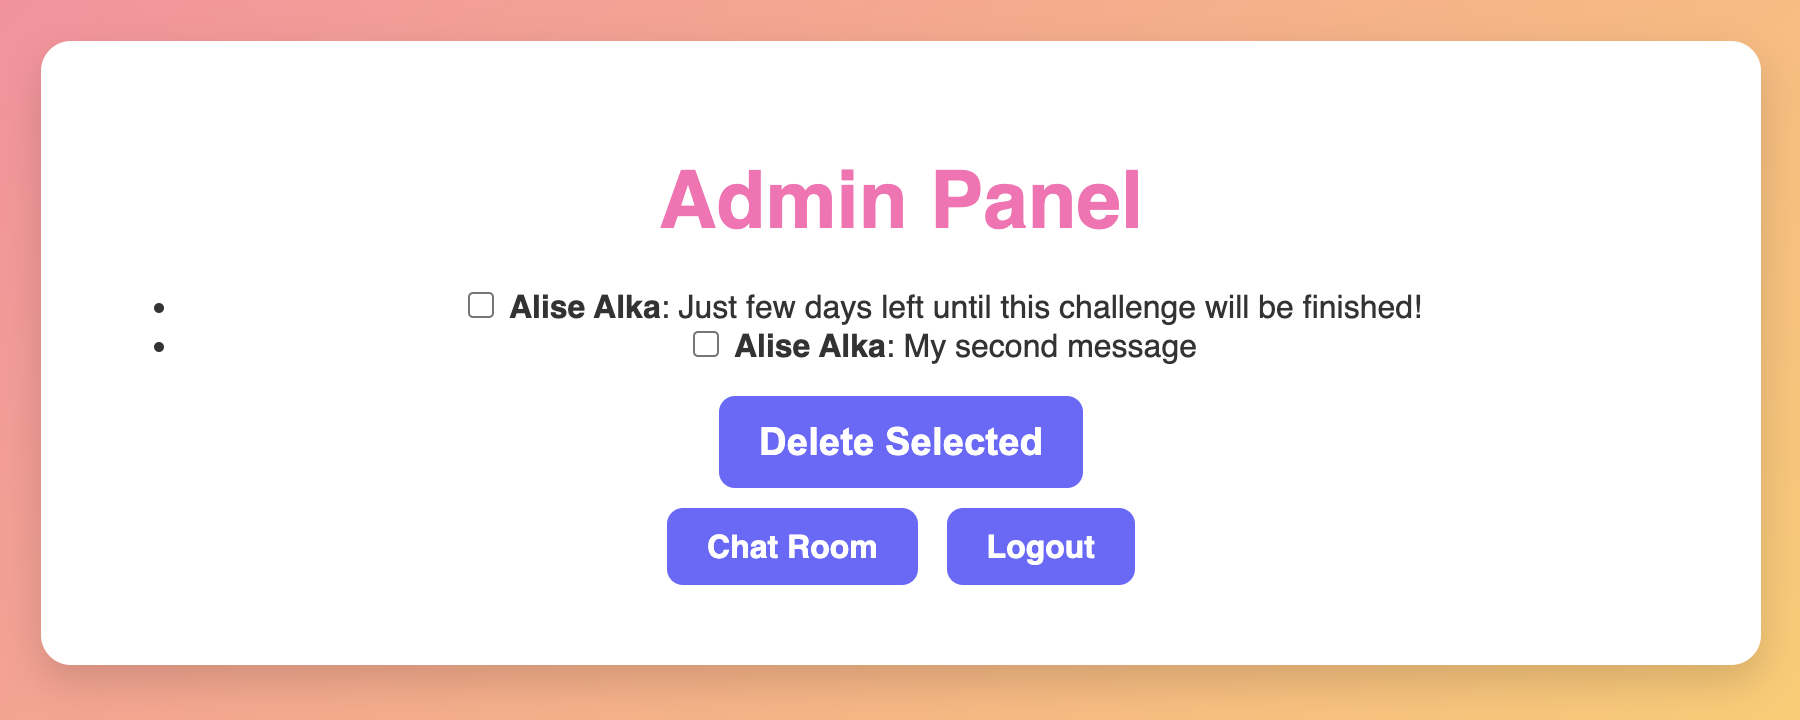 Admin Panel
• Alise Alka: Just few days left until this challenge will be finished!
• Alise Alka: My second message
Delete Selected
Chat Room Logout